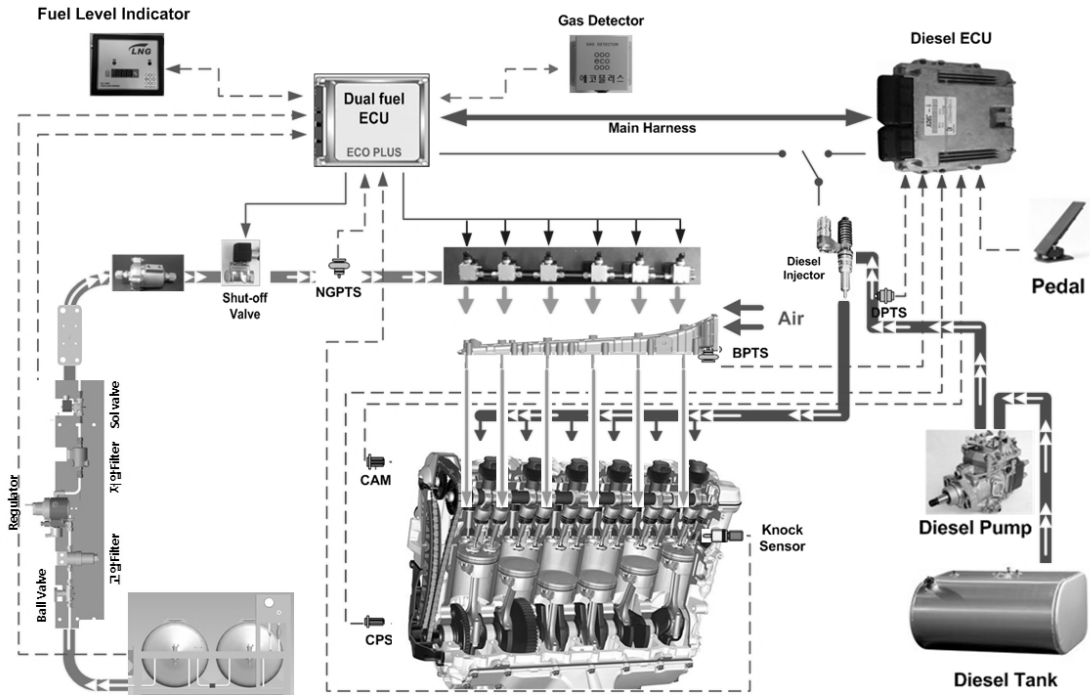 Fuel Level Indicator
LNG
Gas Detector
GAS DETECTOR
eco
에코플러스
Diesel ECU
Dual fuel
ECU
ECO PLUS
Main Harness
Pedal
Diesel
Injector
Shut-off
Valve
NGPTS
DPTS
Air
BPTS
Sol valve
저압Filter
Regulator
고압Filter
Ball Valve
CAM
Knock
Sensor
Diesel Pump
CPS
Diesel Tank